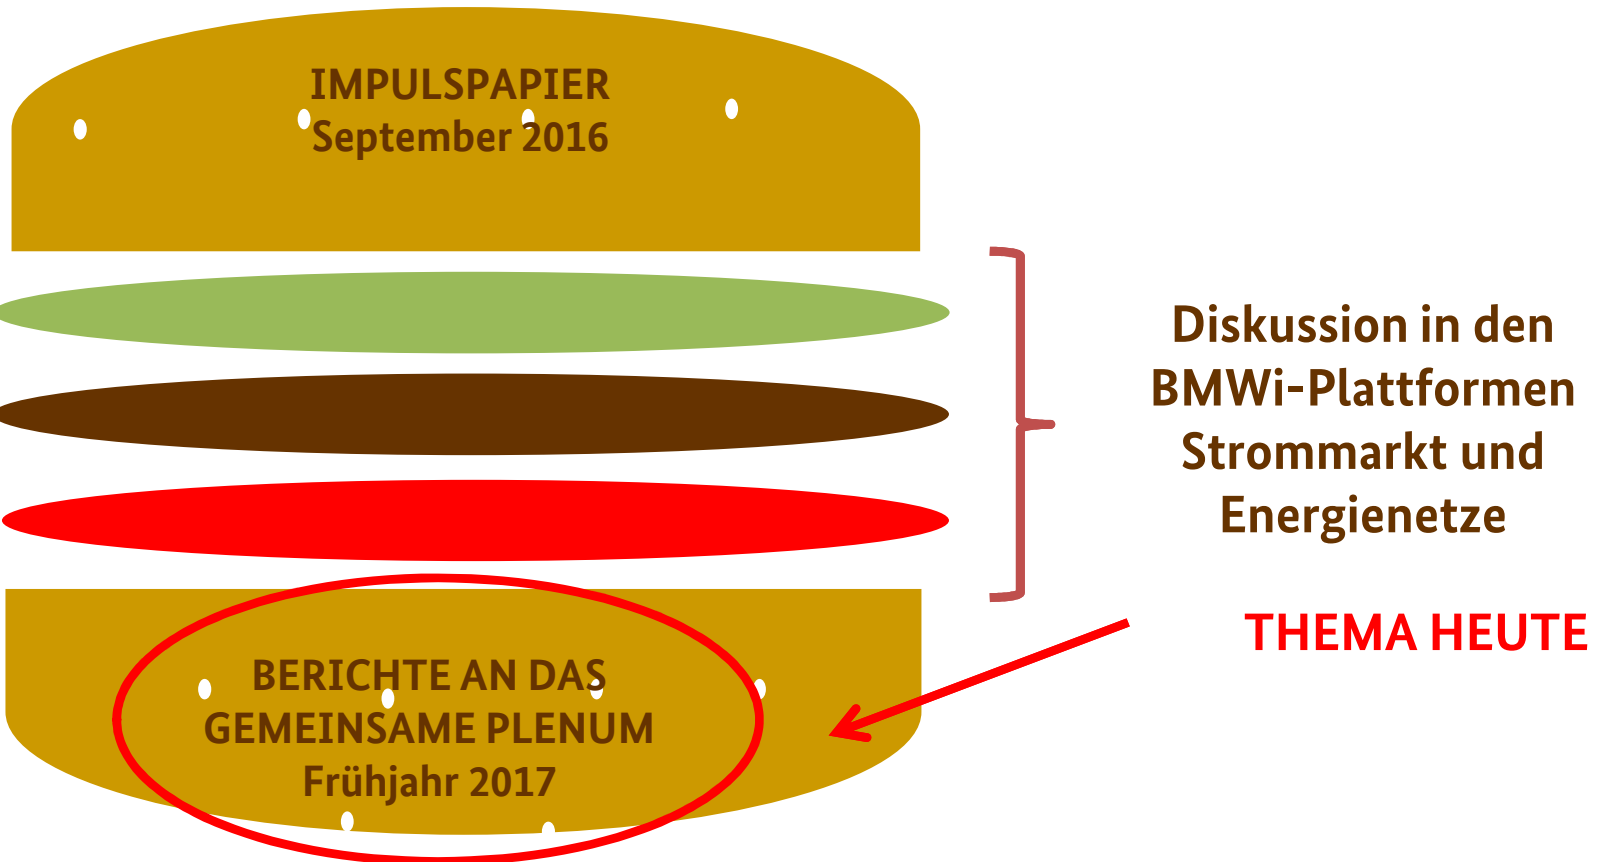 IMPULSPAPIER
September 2016
Diskussion in den
BMWi-Plattformen
Strommarkt und
Energienetze
THEMA HEUTE
BERICHTE AN DAS
GEMEINSAME PLENUM
Frühjahr 2017